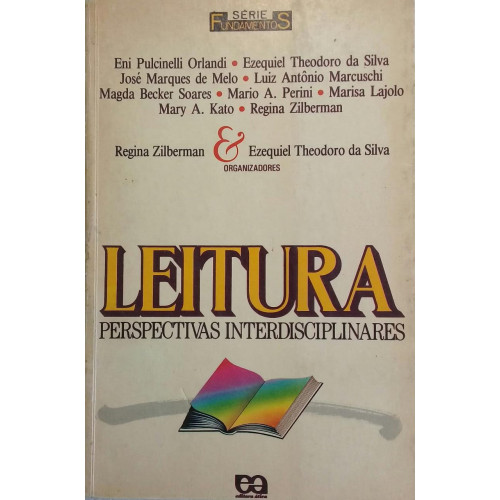 SÉRIE
FUNDAMENTOS
Eni Pulcinelli Orlandi • Ezequiel Theodoro da Silva
José Marques de Melo • Luiz Antônio Marcuschi
Magda Becker Soares • Mario A. Perini • Marisa Lajolo
Mary A. Kato • Regina Zilberman
Regina Zilberman & Ezequiel Theodoro da Silva
ORGANIZADORES
LEITURA
PERSPECTIVAS INTERDISCIPLINARES
editora ática